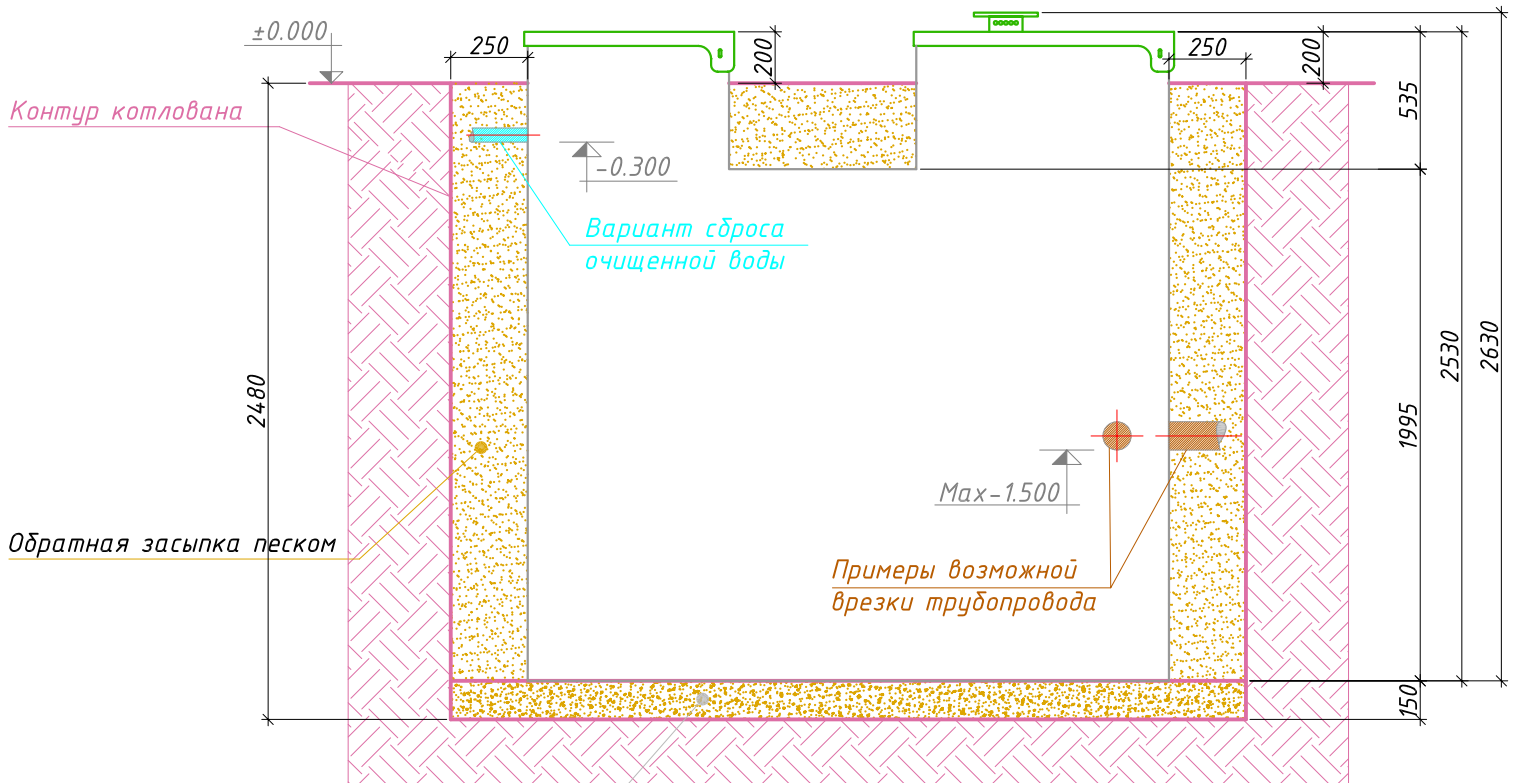 ±0.000
250
200
250
200
535
Контур котлована
-0.300
Вариант сброса
очищенной воды
2530
2630
2480
1995
Max-1.500
Обратная засыпка песком
Примеры возможной
врезки трубопровода
150